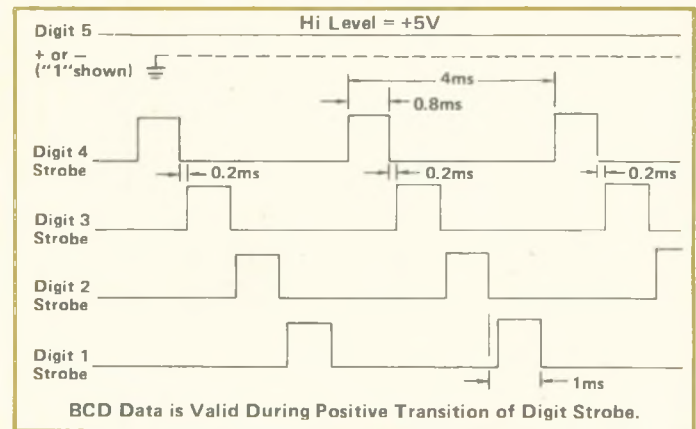 Hi Level = +5V
Digit 5
+ or –
("1"shown)
4ms
0.8ms
Digit 4
Strobe
0.2ms
0.2ms
0.2ms
Digit 3
Strobe
Digit 2
Strobe
Digit 1
Strobe
1ms
BCD Data is Valid During Positive Transition of Digit Strobe.